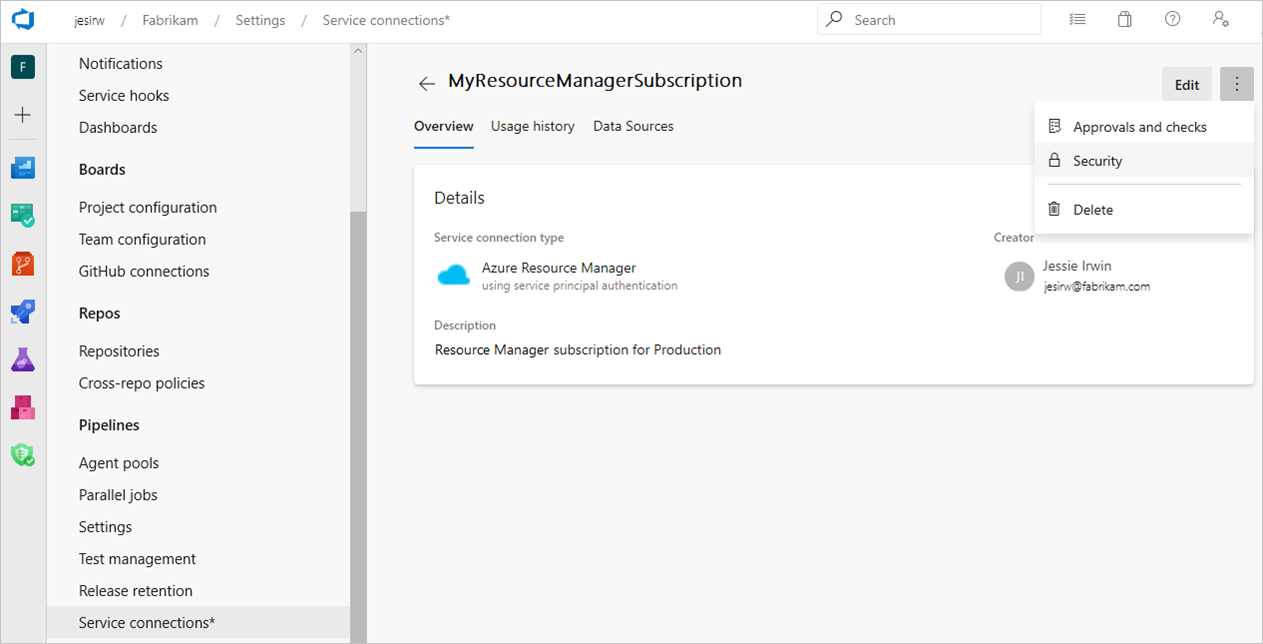 jesirw / Fabrikam / Settings / Service connections*
Search
F
Notifications
Service hooks
Dashboards
Boards
Project configuration
Team configuration
GitHub connections
Repos
Repositories
Cross-repo policies
Pipelines
Agent pools
Parallel jobs
Settings
Test management
Release retention
Service connections*
MyResourceManagerSubscription
Edit
Overview Usage history Data Sources
Approvals and checks
Security
Delete
Details
Service connection type
Azure Resource Manager
using service principal authentication
Creator
JI
Jessie Irwin
jesirw@fabrikam.com
Description
Resource Manager subscription for Production